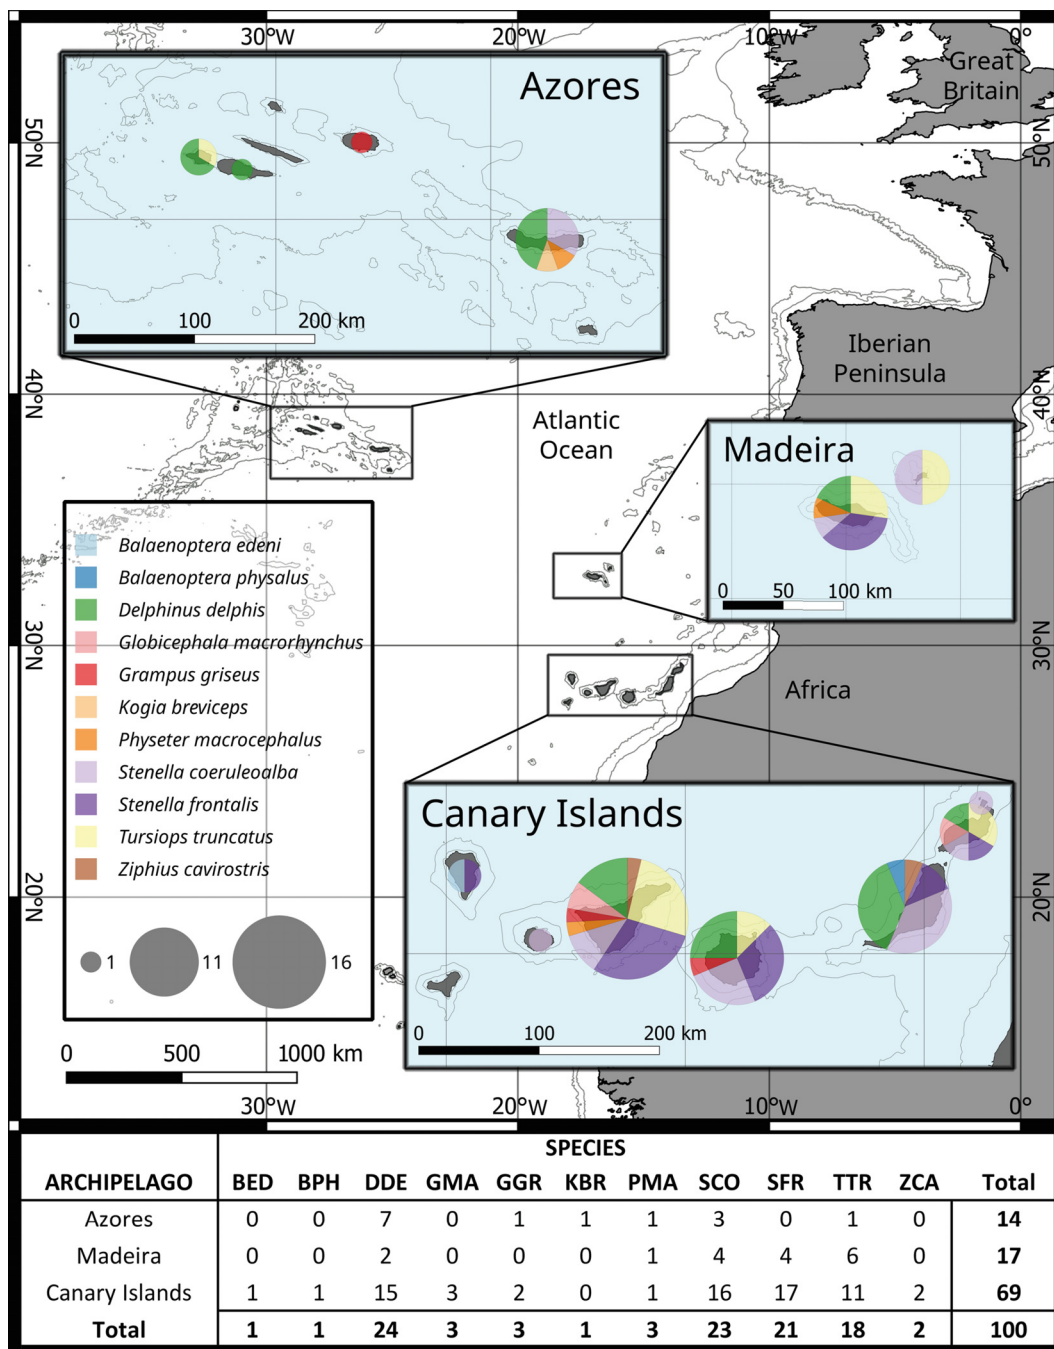 30°W 20°W 10°W 0°
Great
Britain
Azores
50°N 50°N
0 100 200 km
Iberian
Peninsula
40°N 40°N
Atlantic
Ocean
Madeira
0 50 100 km
Balaenoptera edeni
Balaenoptera physalus
Delphinus delphis
Globicephala macrorhynchus
Grampus griseus
Kogia breviceps
Physeter macrocephalus
Stenella coeruleoalba
Stenella frontalis
Tursiops truncatus
Ziphius cavirostris
1 11 16
30°N 30°N
Africa
Canary Islands
20°N 20°N
0 100 200 km
0 500 1000 km
30°W 20°W 10°W 0°
SPECIES
ARCHIPELAGO BED BPH DDE GMA GGR KBR PMA SCO SFR TTR ZCA Total
Azores 0 0 7 0 1 1 1 3 0 1 0 14
Madeira 0 0 2 0 0 0 1 4 4 6 0 17
Canary Islands 1 1 15 3 2 0 1 16 17 11 2 69
Total 1 1 24 3 3 1 3 23 21 18 2 100